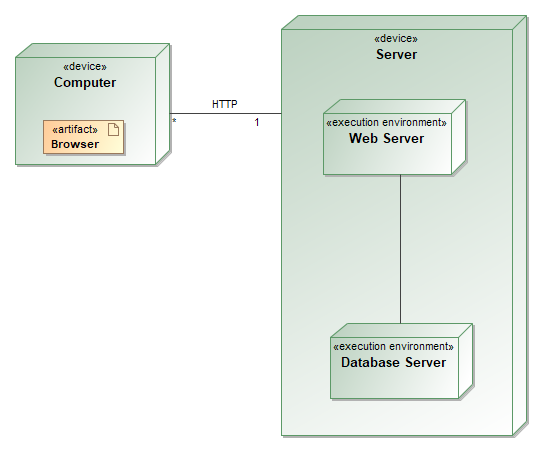 «device»
Computer
«artifact»
Browser
HTTP
*
1
«device»
Server
«execution environment»
Web Server
«execution environment»
Database Server